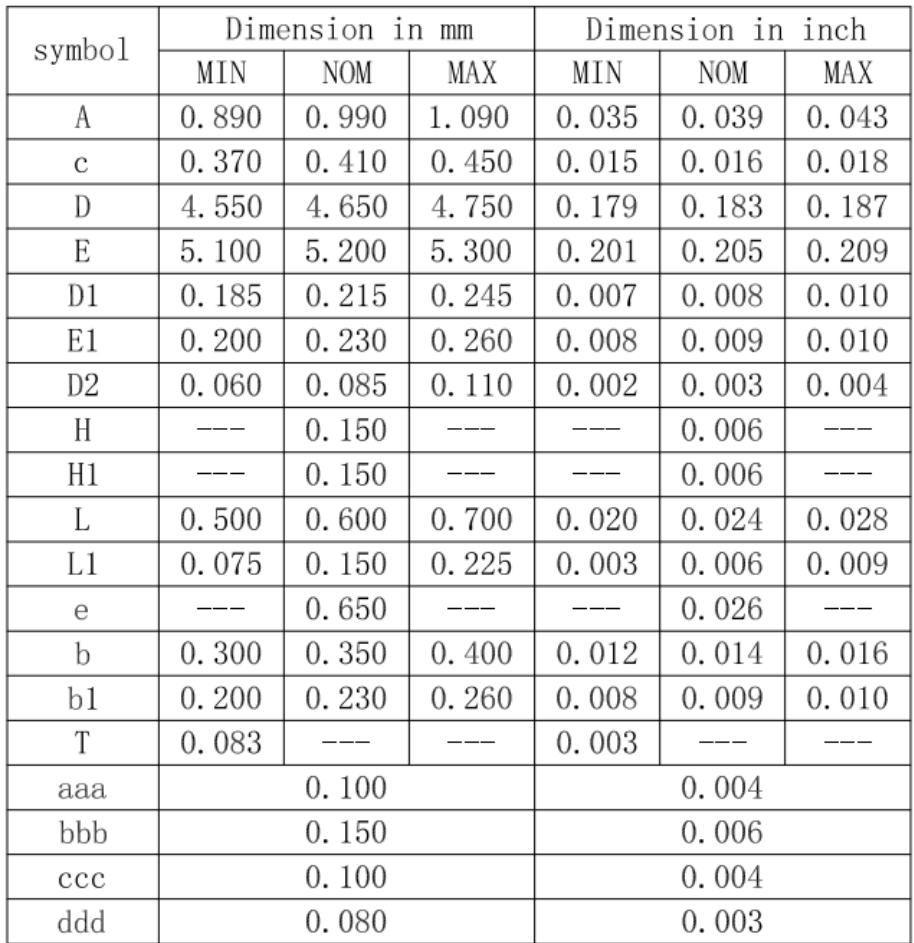 symbol Dimension in mm Dimension in inch
MIN NOM MAX MIN NOM MAX
A 0.890 0.990 1.090 0.035 0.039 0.043
c 0.370 0.410 0.450 0.015 0.016 0.018
D 4.550 4.650 4.750 0.179 0.183 0.187
E 5.100 5.200 5.300 0.201 0.205 0.209
D1 0.185 0.215 0.245 0.007 0.008 0.010
E1 0.200 0.230 0.260 0.008 0.009 0.010
D2 0.060 0.085 0.110 0.002 0.003 0.004
H --- 0.150 --- --- 0.006 ---
H1 --- 0.150 --- --- 0.006 ---
L 0.500 0.600 0.700 0.020 0.024 0.028
L1 0.075 0.150 0.225 0.003 0.006 0.009
e --- 0.650 --- --- 0.026 ---
b 0.300 0.350 0.400 0.012 0.014 0.016
b1 0.200 0.230 0.260 0.008 0.009 0.010
T 0.083 --- --- 0.003 --- ---
aaa 0.100 0.004
bbb 0.150 0.006
ccc 0.100 0.004
ddd 0.080 0.003